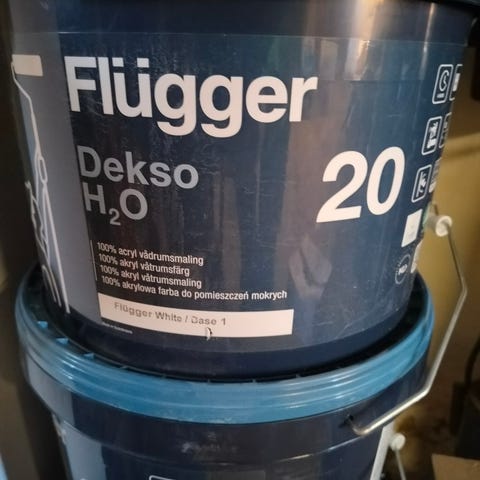 Flügger
Dekso
H₂O
20
100% acryl vådrumsmaling
100% akryl våtrumsfärg
100% akryl våtrumsmaling
100% akrylowa farba do pomieszczeń mokrych
Flügger White / Base 1